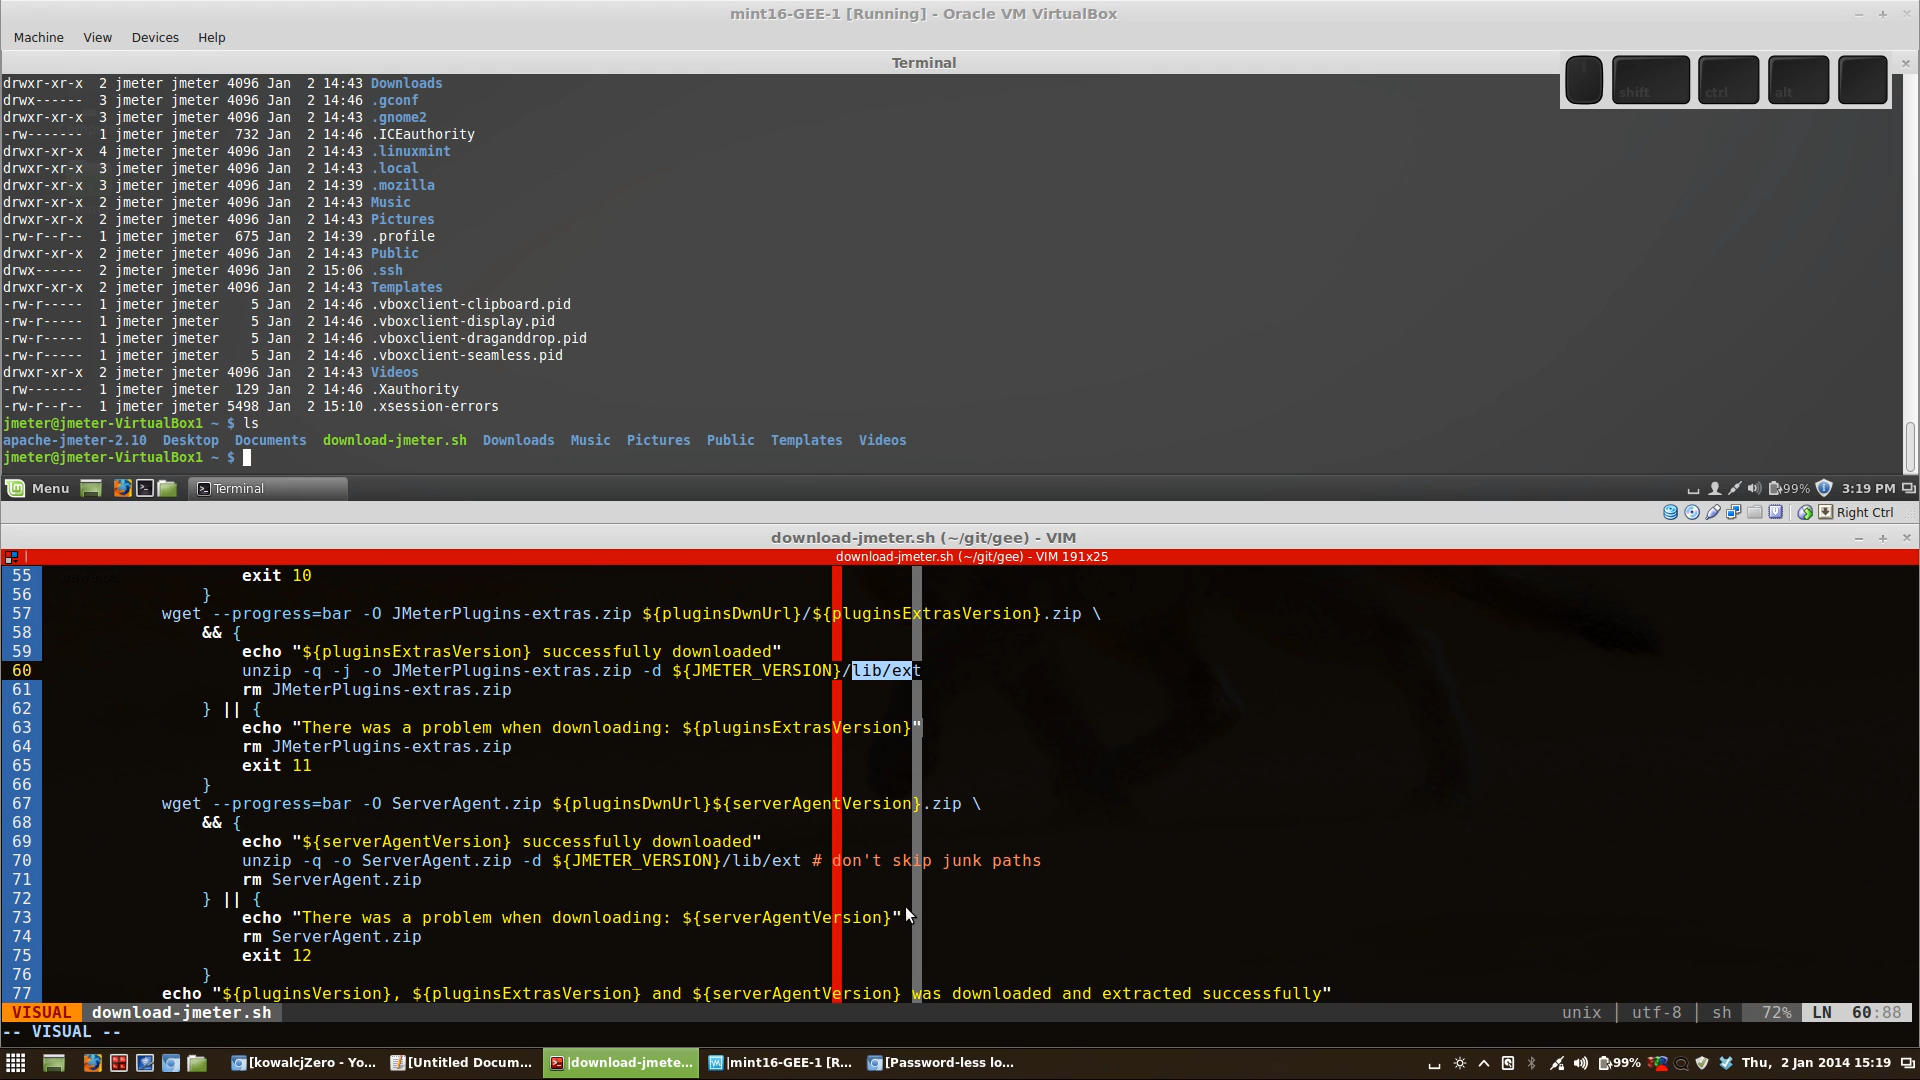 mint16-GEE-1 [Running] - Oracle VM VirtualBox
Machine View Devices Help
Terminal
shift ctrl alt
drwxr-xr-x  2 jmeter jmeter 4096 Jan  2 14:43 Downloads
drwx------  3 jmeter jmeter 4096 Jan  2 14:46 .gconf
drwxr-xr-x  3 jmeter jmeter 4096 Jan  2 14:43 .gnome2
-rw-------  1 jmeter jmeter  732 Jan  2 14:46 .ICEauthority
drwxr-xr-x  4 jmeter jmeter 4096 Jan  2 14:43 .linuxmint
drwxr-xr-x  3 jmeter jmeter 4096 Jan  2 14:43 .local
drwxr-xr-x  3 jmeter jmeter 4096 Jan  2 14:39 .mozilla
drwxr-xr-x  2 jmeter jmeter 4096 Jan  2 14:43 Music
drwxr-xr-x  2 jmeter jmeter 4096 Jan  2 14:43 Pictures
-rw-r--r--  1 jmeter jmeter  675 Jan  2 14:39 .profile
drwxr-xr-x  2 jmeter jmeter 4096 Jan  2 14:43 Public
drwx------  2 jmeter jmeter 4096 Jan  2 15:06 .ssh
drwxr-xr-x  2 jmeter jmeter 4096 Jan  2 14:43 Templates
-rw-r-----  1 jmeter jmeter    5 Jan  2 14:46 .vboxclient-clipboard.pid
-rw-r-----  1 jmeter jmeter    5 Jan  2 14:46 .vboxclient-display.pid
-rw-r-----  1 jmeter jmeter    5 Jan  2 14:46 .vboxclient-draganddrop.pid
-rw-r-----  1 jmeter jmeter    5 Jan  2 14:46 .vboxclient-seamless.pid
drwxr-xr-x  2 jmeter jmeter 4096 Jan  2 14:43 Videos
-rw-------  1 jmeter jmeter  129 Jan  2 14:46 .Xauthority
-rw-r--r--  1 jmeter jmeter 5498 Jan  2 15:10 .xsession-errors
jmeter@jmeter-VirtualBox1 ~ $ ls
apache-jmeter-2.10  Desktop  Documents  download-jmeter.sh  Downloads  Music  Pictures  Public  Templates  Videos
jmeter@jmeter-VirtualBox1 ~ $
Menu Terminal 99% 3:19 PM
Right Ctrl
download-jmeter.sh (~/git/gee) - VIM
download-jmeter.sh (~/git/gee) - VIM 191x25
55 exit 10
56 }
57 wget --progress=bar -O JMeterPlugins-extras.zip ${pluginsDwnUrl}/${pluginsExtrasVersion}.zip \
58 && {
59 echo "${pluginsExtrasVersion} successfully downloaded"
60 unzip -q -j -o JMeterPlugins-extras.zip -d ${JMETER_VERSION}/lib/ext
61 rm JMeterPlugins-extras.zip
62 } || {
63 echo "There was a problem when downloading: ${pluginsExtrasVersion}"
64 rm JMeterPlugins-extras.zip
65 exit 11
66 }
67 wget --progress=bar -O ServerAgent.zip ${pluginsDwnUrl}${serverAgentVersion}.zip \
68 && {
69 echo "${serverAgentVersion} successfully downloaded"
70 unzip -q -o ServerAgent.zip -d ${JMETER_VERSION}/lib/ext # don't skip junk paths
71 rm ServerAgent.zip
72 } || {
73 echo "There was a problem when downloading: ${serverAgentVersion}"
74 rm ServerAgent.zip
75 exit 12
76 }
77 echo "${pluginsVersion}, ${pluginsExtrasVersion} and ${serverAgentVersion} was downloaded and extracted successfully"
VISUAL download-jmeter.sh unix | utf-8 | sh 72% LN 60:88
-- VISUAL --
[kowalcjZero - Yo... [Untitled Docum... |download-jmete... |mint16-GEE-1 [R... [Password-less lo... 99% Thu, 2 Jan 2014 15:19